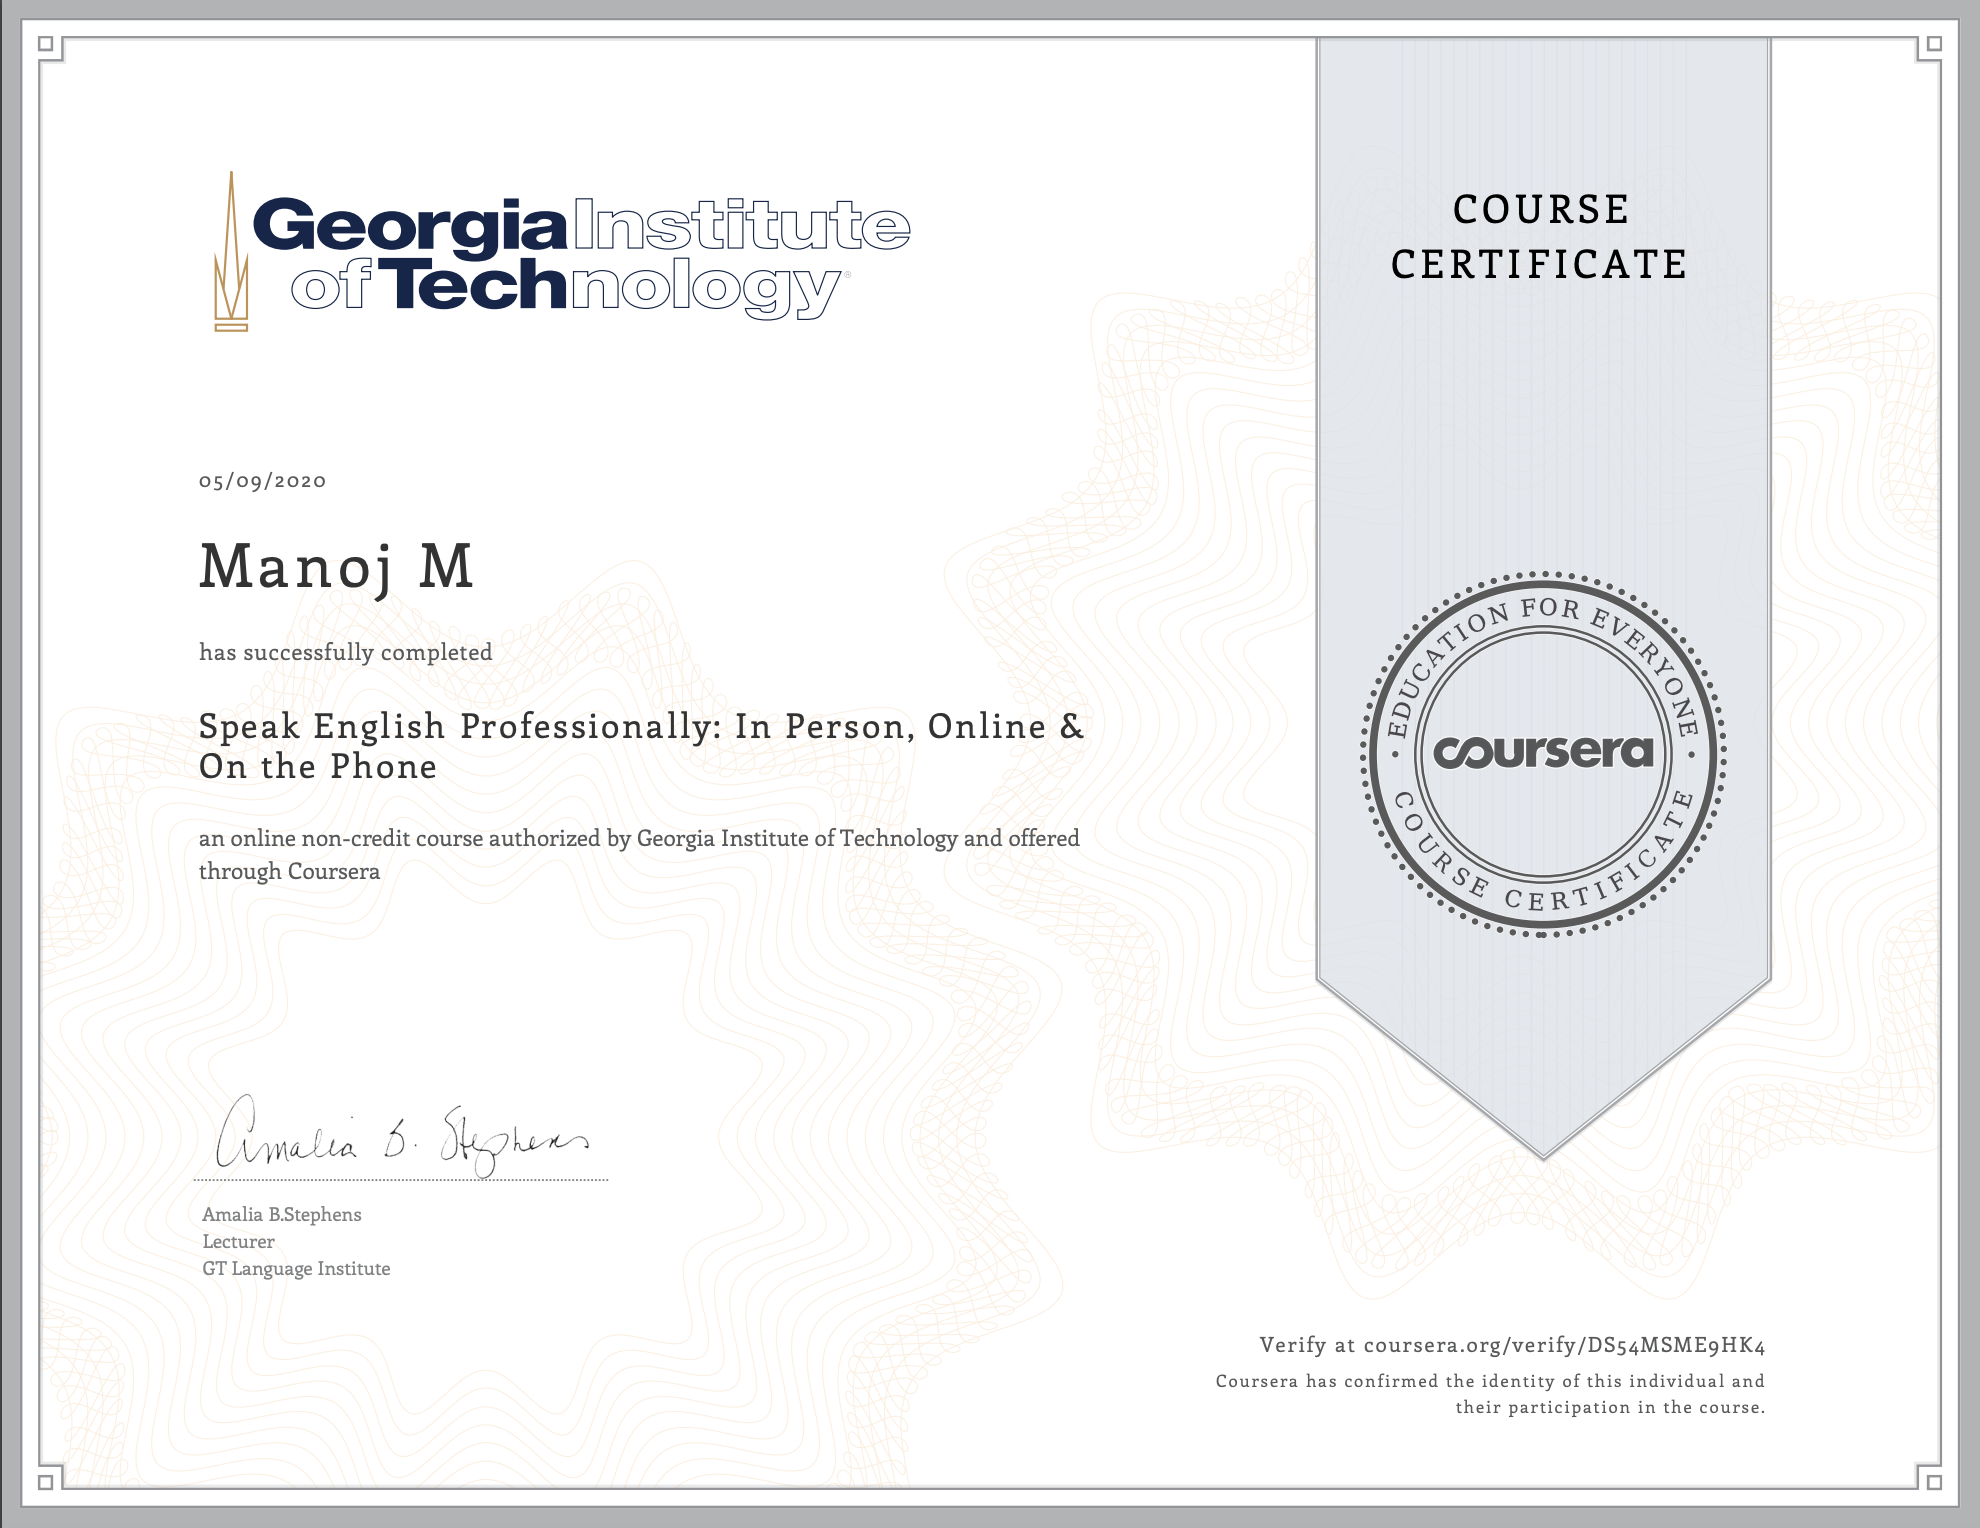 Georgia Institute
of Technology®
COURSE
CERTIFICATE
05/09/2020
Manoj M
has successfully completed
Speak English Professionally: In Person, Online &
On the Phone
an online non-credit course authorized by Georgia Institute of Technology and offered
through Coursera
• EDUCATION FOR EVERYONE •
coursera
COURSE CERTIFICATE
Amalia B. Stephens
Amalia B.Stephens
Lecturer
GT Language Institute
Verify at coursera.org/verify/DS54MSME9HK4
Coursera has confirmed the identity of this individual and
their participation in the course.